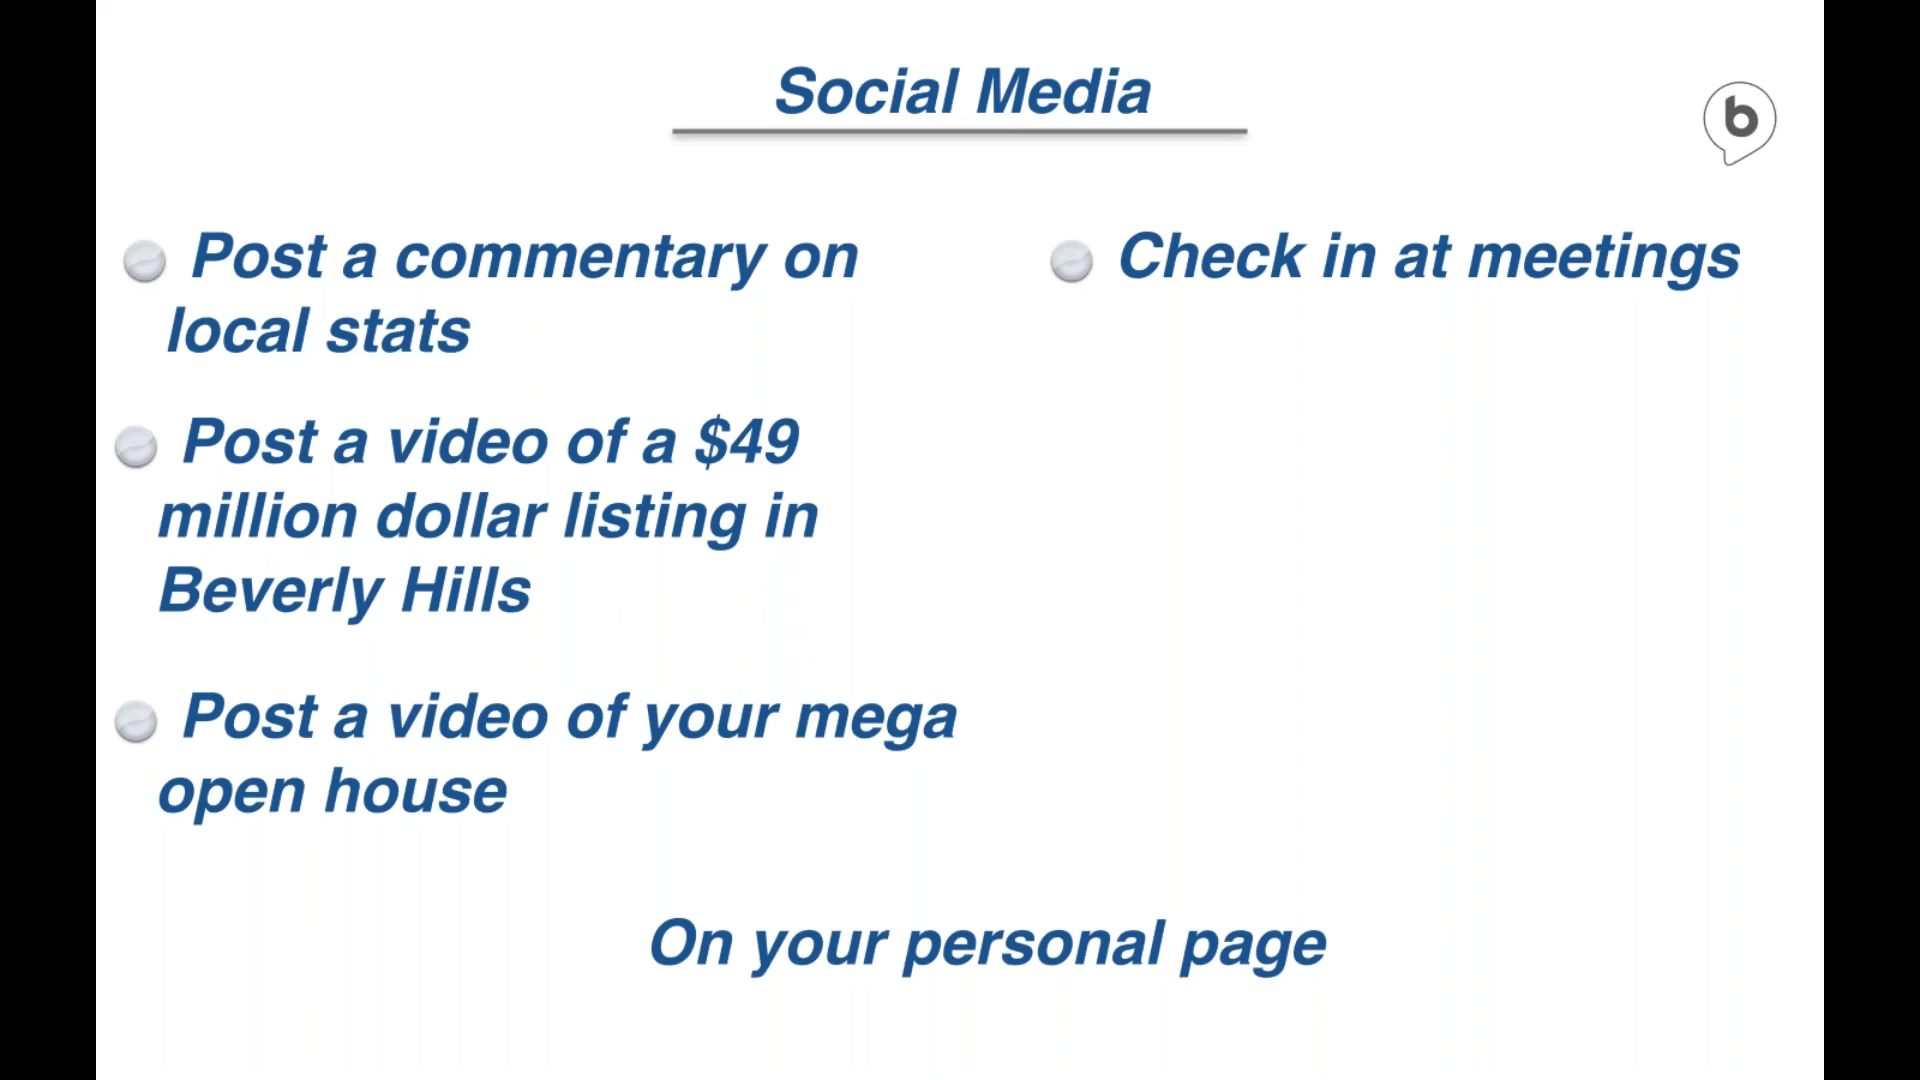 Social Media
b
Post a commentary on
local stats
Post a video of a $49
million dollar listing in
Beverly Hills
Post a video of your mega
open house
Check in at meetings
On your personal page